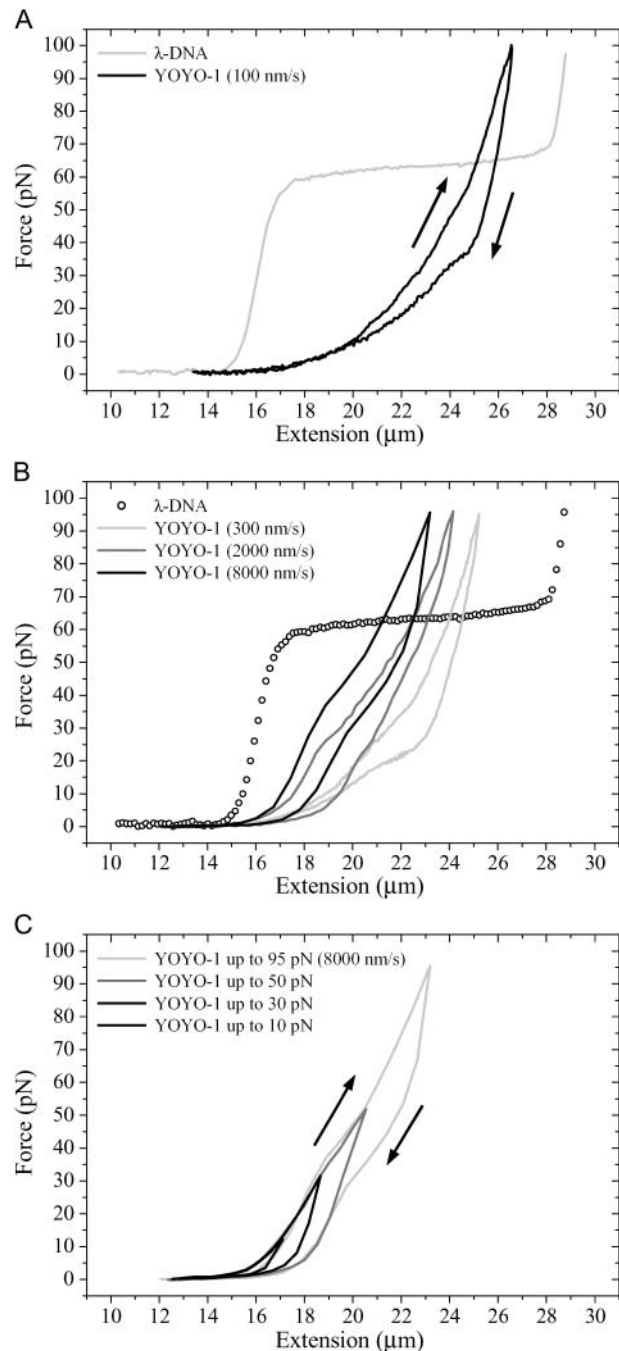 A
λ-DNA
YOYO-1 (100 nm/s)
100
90
80
70
60
50
40
30
20
10
0
Force (pN)
10 12 14 16 18 20 22 24 26 28 30
Extension (μm)
B
λ-DNA
YOYO-1 (300 nm/s)
YOYO-1 (2000 nm/s)
YOYO-1 (8000 nm/s)
100
90
80
70
60
50
40
30
20
10
0
Force (pN)
10 12 14 16 18 20 22 24 26 28 30
Extension (μm)
C
YOYO-1 up to 95 pN (8000 nm/s)
YOYO-1 up to 50 pN
YOYO-1 up to 30 pN
YOYO-1 up to 10 pN
100
90
80
70
60
50
40
30
20
10
0
Force (pN)
10 12 14 16 18 20 22 24 26 28 30
Extension (μm)